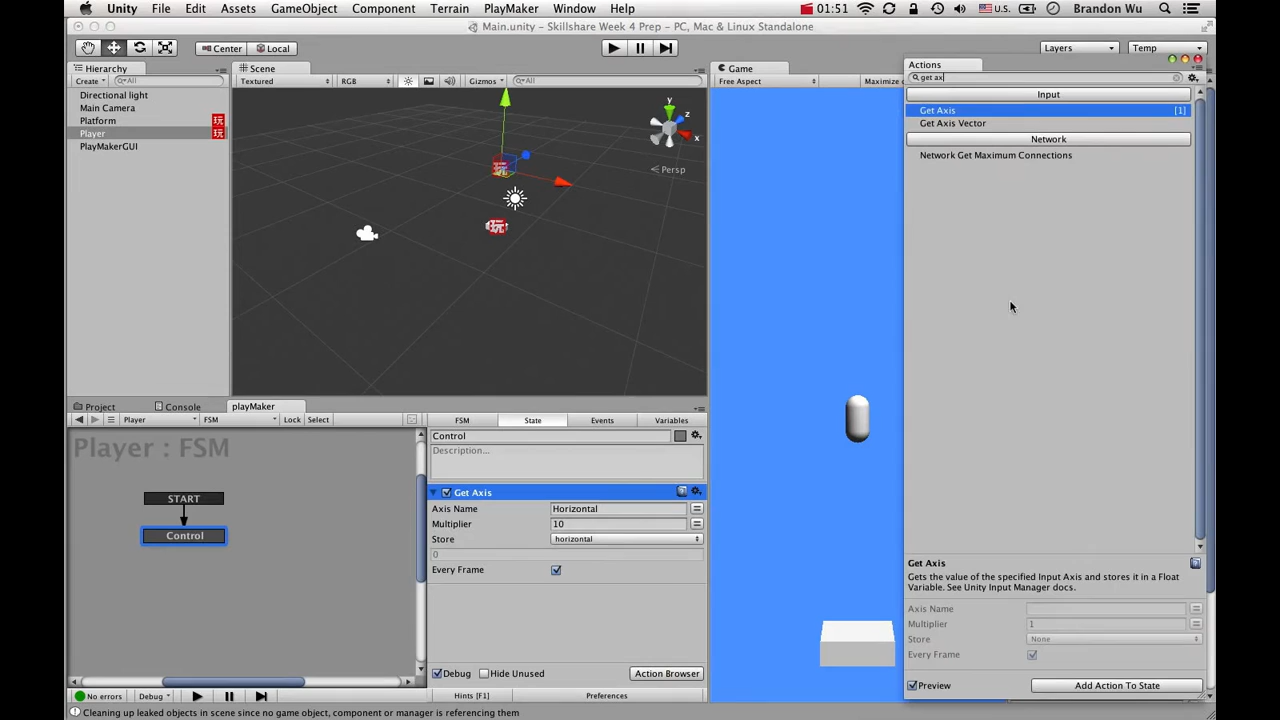 Unity File Edit Assets GameObject Component Terrain PlayMaker Window Help 01:51 U.S. Brandon Wu
Main.unity - Skillshare Week 4 Prep - PC, Mac & Linux Standalone
Center Local Layers Temp
Hierarchy
Create All
Directional light
Main Camera
Platform 玩
Player 玩
PlayMakerGUI
Scene
Textured RGB Gizmos All
y
z
x
Persp
玩
玩
Game
Free Aspect Maximize
Actions
get ax
Input
Get Axis [1]
Get Axis Vector
Network
Network Get Maximum Connections
Project Console playMaker
Player FSM Lock Select
Player : FSM
START
Control
FSM State Events Variables
Control
Description...
Get Axis
Axis Name Horizontal
Multiplier 10
Store horizontal
0
Every Frame
Debug Hide Unused Action Browser
No errors Debug Hints [F1] Preferences
Get Axis
Gets the value of the specified Input Axis and stores it in a Float
Variable. See Unity Input Manager docs.
Axis Name
Multiplier 1
Store None
Every Frame
Preview Add Action To State
Cleaning up leaked objects in scene since no game object, component or manager is referencing them